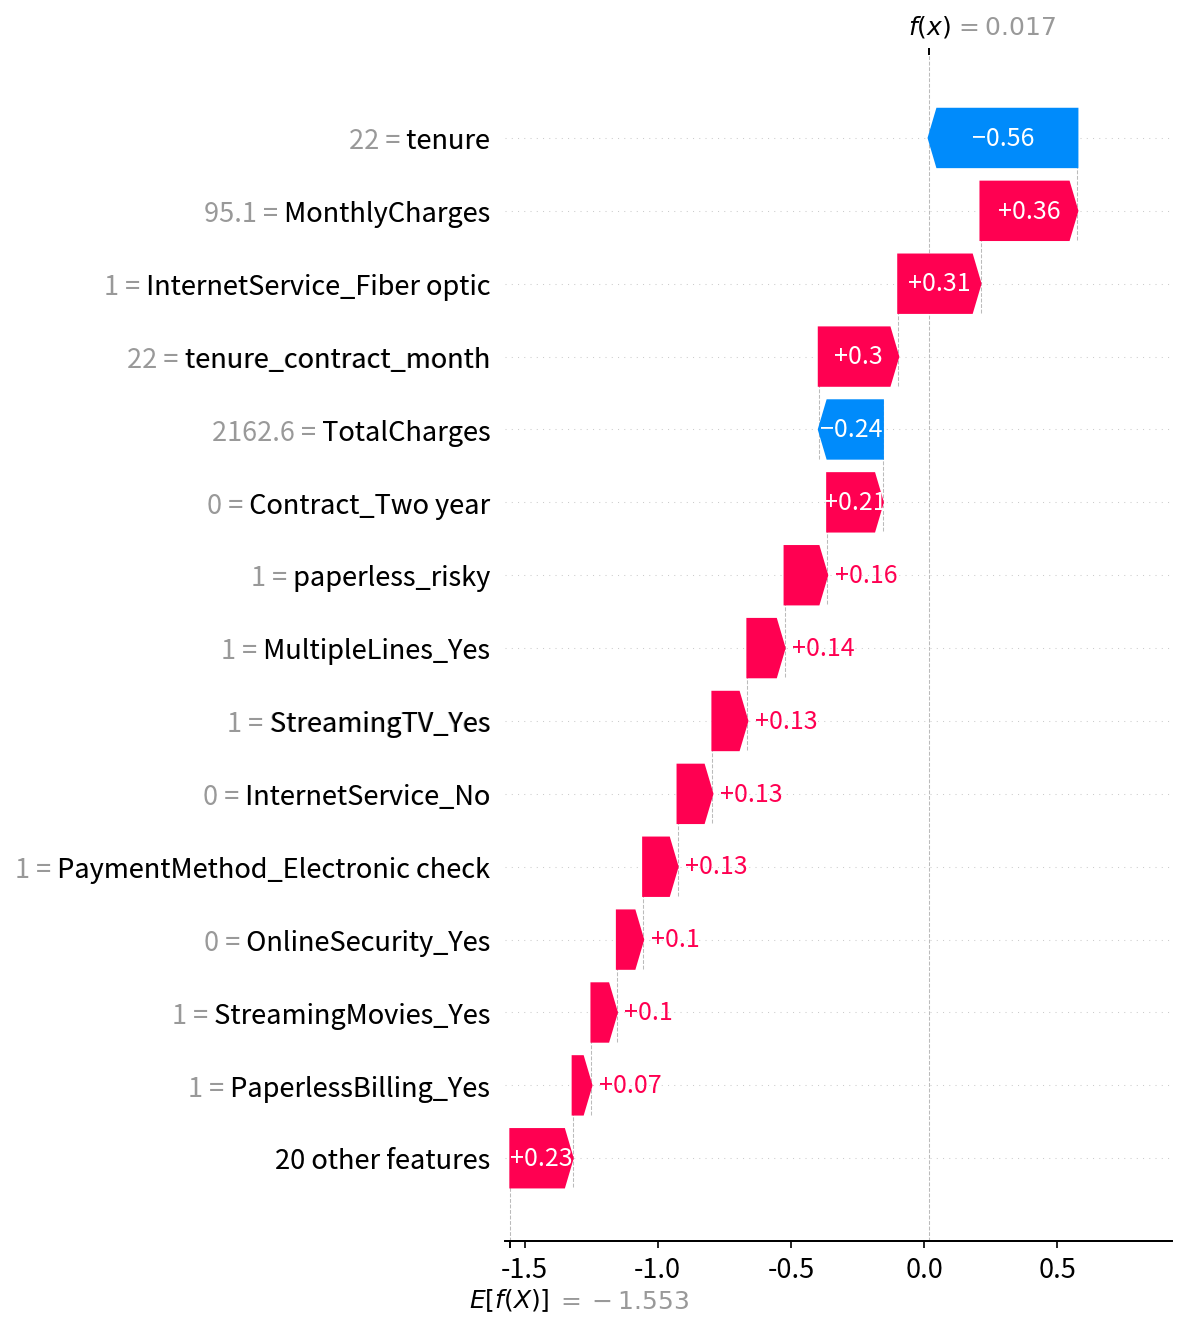 f(x) = 0.017
22 = tenure
−0.56
95.1 = MonthlyCharges
+0.36
1 = InternetService_Fiber optic
+0.31
22 = tenure_contract_month
+0.3
2162.6 = TotalCharges
−0.24
0 = Contract_Two year
+0.21
1 = paperless_risky
+0.16
1 = MultipleLines_Yes
+0.14
1 = StreamingTV_Yes
+0.13
0 = InternetService_No
+0.13
1 = PaymentMethod_Electronic check
+0.13
0 = OnlineSecurity_Yes
+0.1
1 = StreamingMovies_Yes
+0.1
1 = PaperlessBilling_Yes
+0.07
20 other features
+0.23
-1.5 -1.0 -0.5 0.0 0.5
E[f(X)] = −1.553